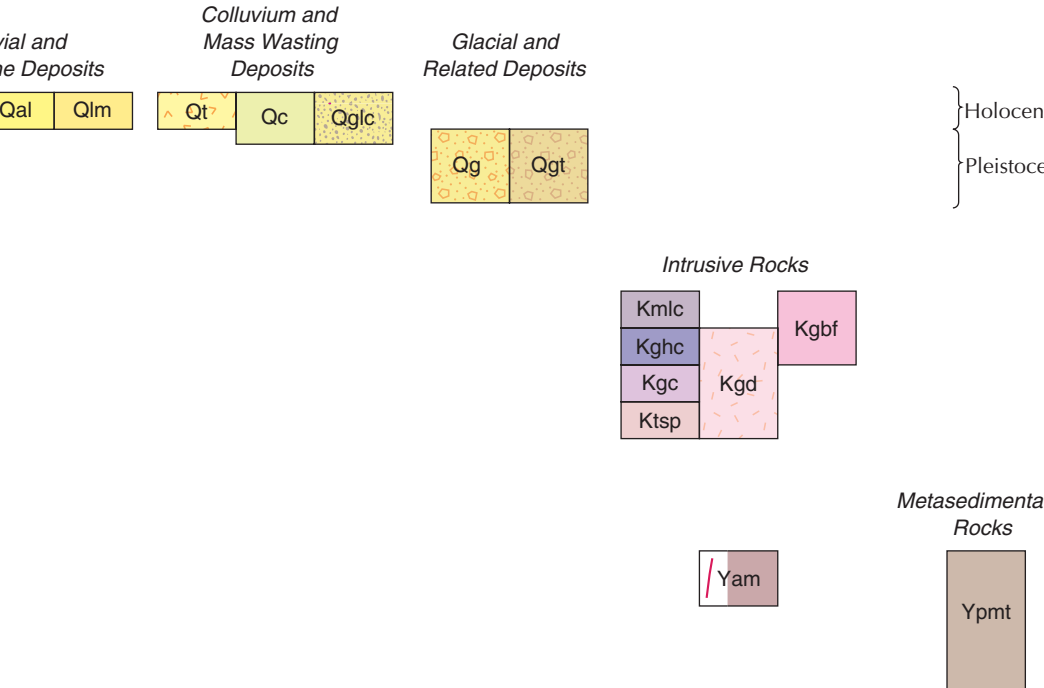 Colluvium and
Mass Wasting
Deposits
vial and
ne Deposits
Glacial and
Related Deposits
Qal
Qlm
Qt
Qc
Qglc
Qg
Qgt
Holocen
Pleistoce
Intrusive Rocks
Kmlc
Kghc
Kgc
Ktsp
Kgd
Kgbf
Metasedimenta
Rocks
Yam
Ypmt